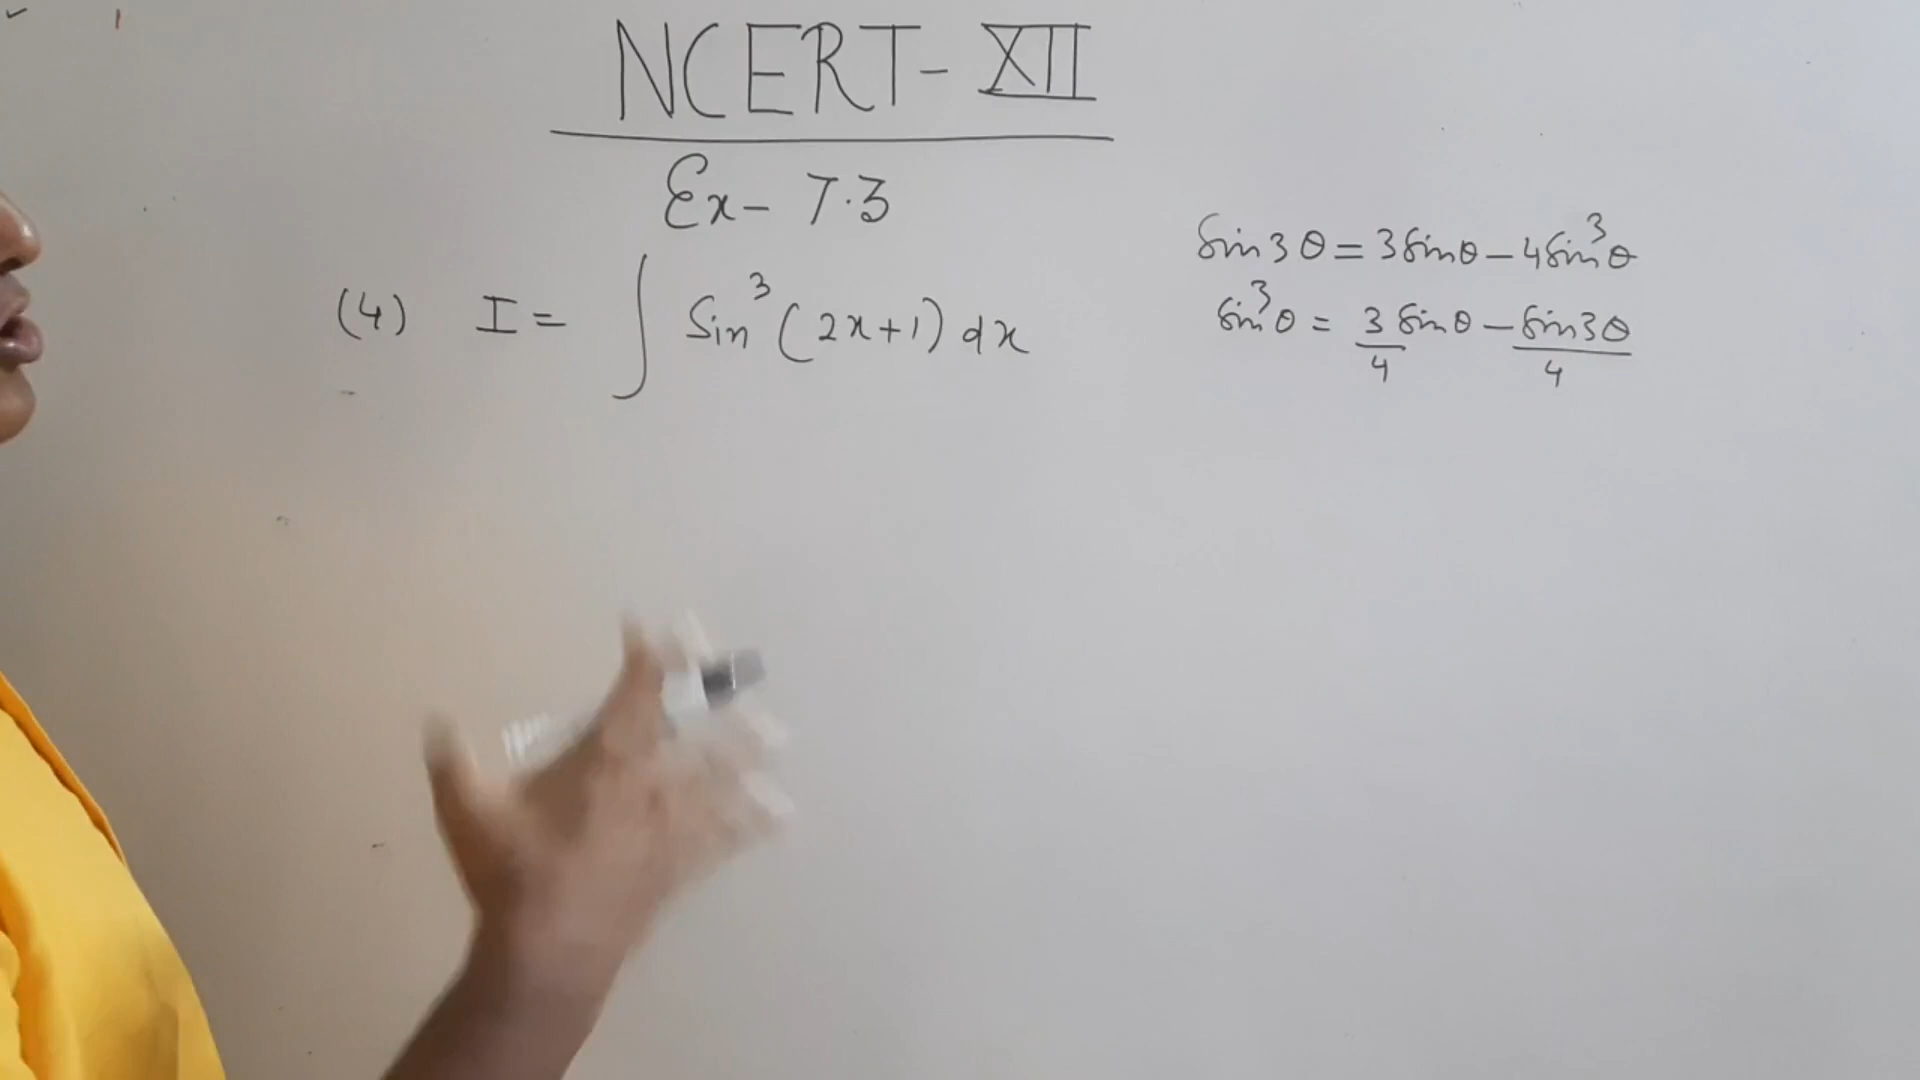 NCERT- XII
Ex- 7.3
(4) I = ∫ Sin³ (2x+1) dx
Sin3θ = 3Sinθ - 4Sin³θ
Sin³θ = 3/4 Sinθ - Sin3θ/4